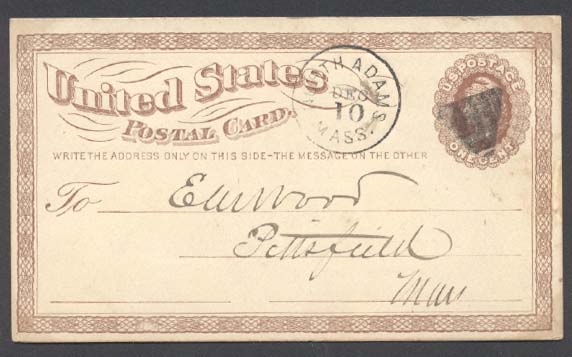 United States
POSTAL CARD.
NORTH ADAMS
DEC
10
MASS.
U.S. POSTAGE
ONE CENT
WRITE THE ADDRESS ONLY ON THIS SIDE-THE MESSAGE ON THE OTHER
To Ellwood
Pittsfield
Mass